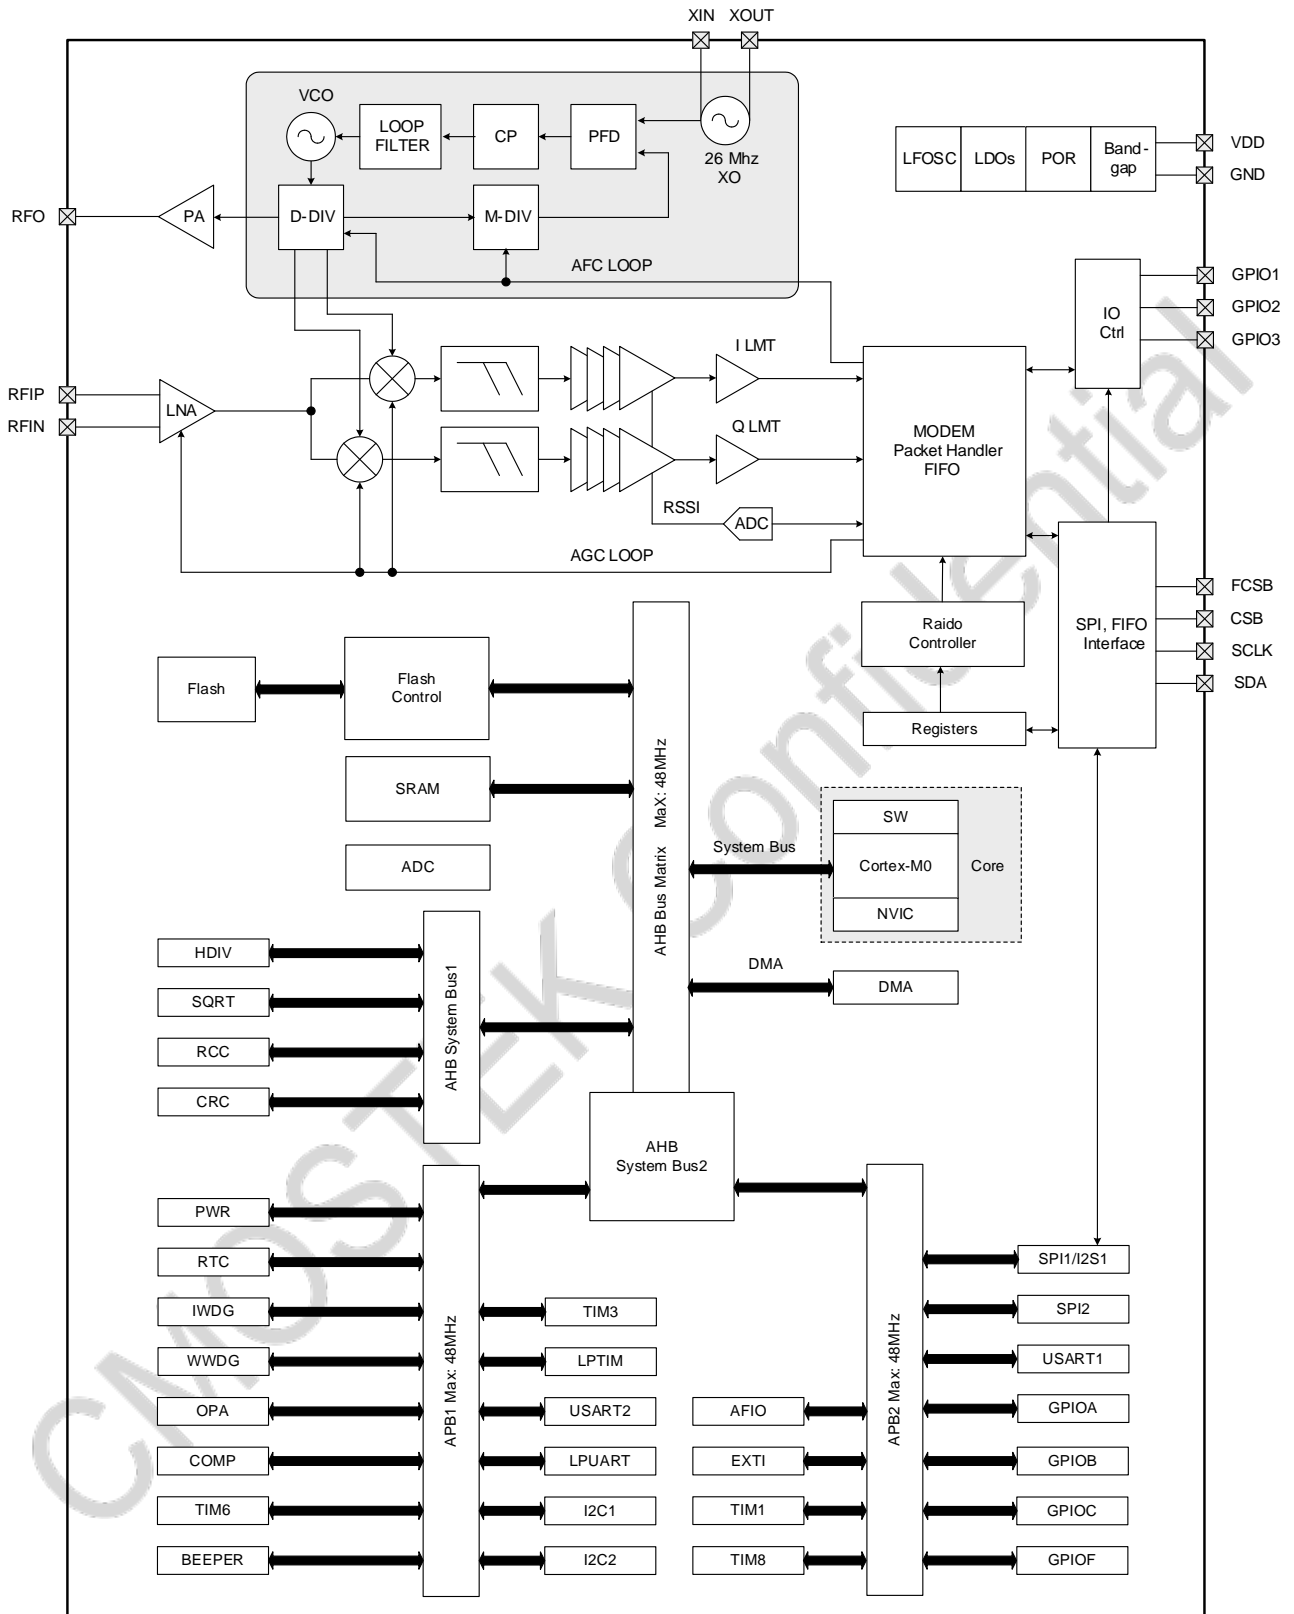 XIN XOUT
VCO
LOOP
FILTER
CP
PFD
26 Mhz
XO
LFOSC
LDOs
POR
Band-
gap
VDD
GND
RFO
PA
D-DIV
M-DIV
AFC LOOP
IO
Ctrl
GPIO1
GPIO2
GPIO3
RFIP
RFIN
LNA
I LMT
Q LMT
RSSI
ADC
AGC LOOP
MODEM
Packet Handler
FIFO
Raido
Controller
Registers
SPI, FIFO
Interface
FCSB
CSB
SCLK
SDA
Flash
Flash
Control
SRAM
ADC
AHB Bus Matrix MaX: 48MHz
System Bus
SW
Cortex-M0
NVIC
Core
DMA
DMA
HDIV
SQRT
RCC
CRC
AHB System Bus1
AHB
System Bus2
PWR
RTC
IWDG
WWDG
OPA
COMP
TIM6
BEEPER
APB1 Max: 48MHz
TIM3
LPTIM
USART2
LPUART
I2C1
I2C2
AFIO
EXTI
TIM1
TIM8
APB2 Max: 48MHz
SPI1/I2S1
SPI2
USART1
GPIOA
GPIOB
GPIOC
GPIOF
CMOSTEK Confidential